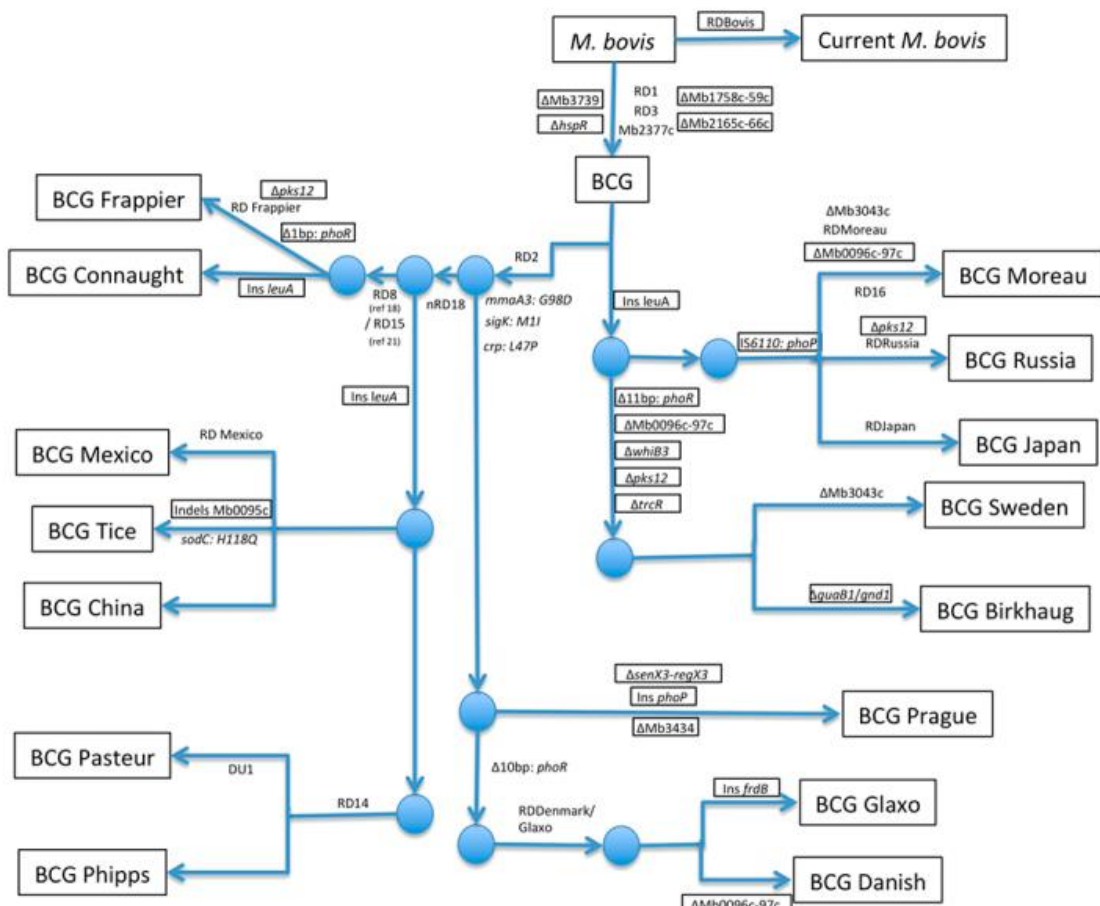 M. bovis
RDBovis
Current M. bovis
ΔMb3739
ΔhspR
RD1
RD3
Mb2377c
ΔMb1758c-59c
ΔMb2165c-66c
BCG
BCG Frappier
Δpks12
RD Frappier
Δ1bp: phoR
BCG Connaught
Ins leuA
RD8
(ref 18)
/ RD15
(ref 21)
nRD18
RD2
mmaA3: G98D
sigK: M1I
crp: L47P
Ins leuA
ΔMb3043c
RDMoreau
ΔMb0096c-97c
RD16
BCG Moreau
IS6110: phoP
Δpks12
RDRussia
BCG Russia
RDJapan
BCG Japan
Δ11bp: phoR
ΔMb0096c-97c
ΔwhiB3
Δpks12
ΔtrcR
ΔMb3043c
BCG Sweden
ΔguaB1/gnd1
BCG Birkhaug
Ins leuA
RD Mexico
BCG Mexico
Indels Mb0095c
sodC: H118Q
BCG Tice
BCG China
ΔsenX3-regX3
Ins phoP
ΔMb3434
BCG Prague
BCG Pasteur
DU1
RD14
BCG Phipps
Δ10bp: phoR
RDDenmark/
Glaxo
Ins frdB
BCG Glaxo
BCG Danish
ΔMb0096c-97c